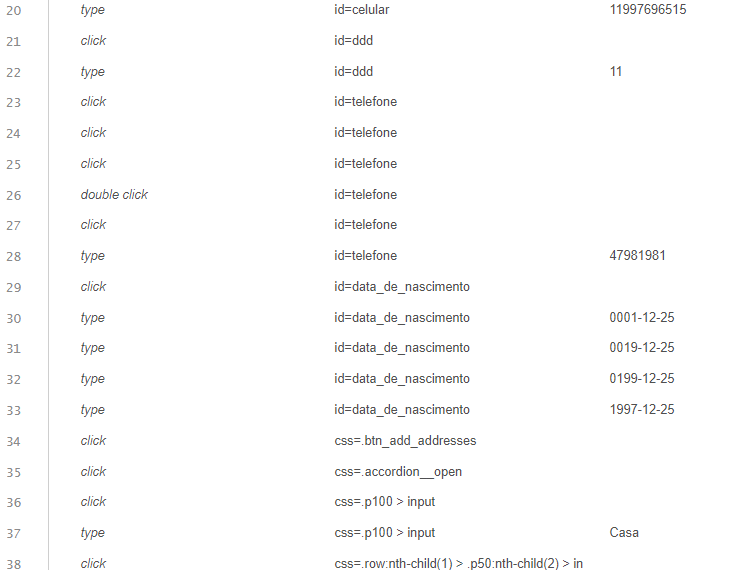 20 type id=celular 11997696515
21 click id=ddd
22 type id=ddd 11
23 click id=telefone
24 click id=telefone
25 click id=telefone
26 double click id=telefone
27 click id=telefone
28 type id=telefone 47981981
29 click id=data_de_nascimento
30 type id=data_de_nascimento 0001-12-25
31 type id=data_de_nascimento 0019-12-25
32 type id=data_de_nascimento 0199-12-25
33 type id=data_de_nascimento 1997-12-25
34 click css=.btn_add_addresses
35 click css=.accordion__open
36 click css=.p100 > input
37 type css=.p100 > input Casa
38 click css=.row:nth-child(1) > .p50:nth-child(2) > in